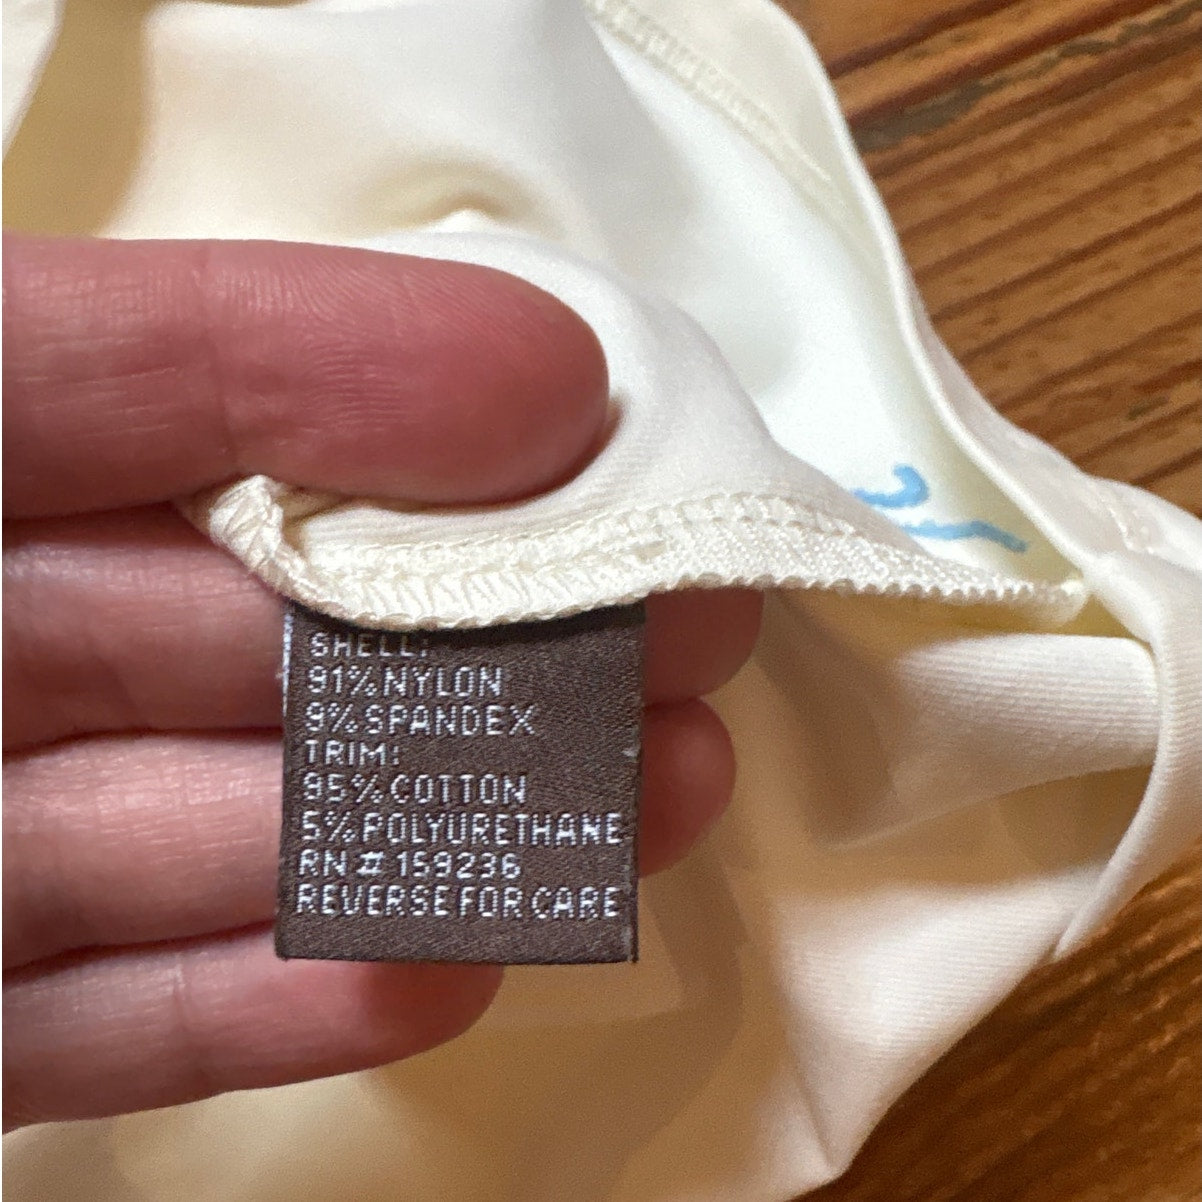 SHELL:
91% NYLON
9% SPANDEX
TRIM:
95% COTTON
5% POLYURETHANE
RN # 159236
REVERSE FOR CARE